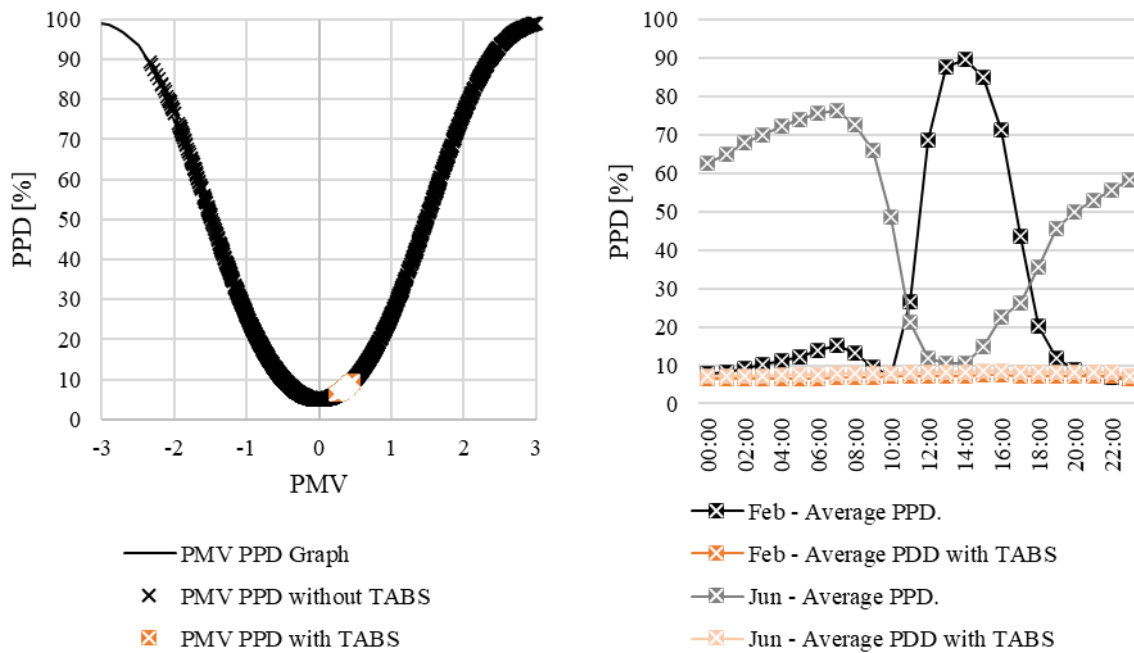 100
90
80
70
60
50
40
30
20
10
0
PPD [%]
-3 -2 -1 0 1 2 3
PMV
PMV PPD Graph
PMV PPD without TABS
PMV PPD with TABS
100
90
80
70
60
50
40
30
20
10
0
PPD [%]
00:00 02:00 04:00 06:00 08:00 10:00 12:00 14:00 16:00 18:00 20:00 22:00
Feb - Average PPD.
Feb - Average PDD with TABS
Jun - Average PPD.
Jun - Average PDD with TABS